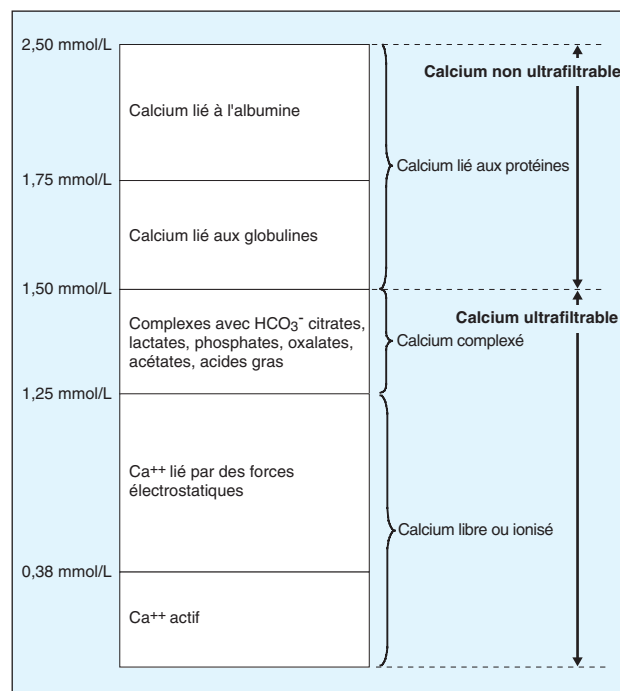 2,50 mmol/L
Calcium non ultrafiltrable
Calcium lié à l'albumine
Calcium lié aux protéines
1,75 mmol/L
Calcium lié aux globulines
1,50 mmol/L
Complexes avec HCO3- citrates,
lactates, phosphates, oxalates,
acétates, acides gras
Calcium ultrafiltrable
Calcium complexé
1,25 mmol/L
Ca++ lié par des forces
électrostatiques
Calcium libre ou ionisé
0,38 mmol/L
Ca++ actif